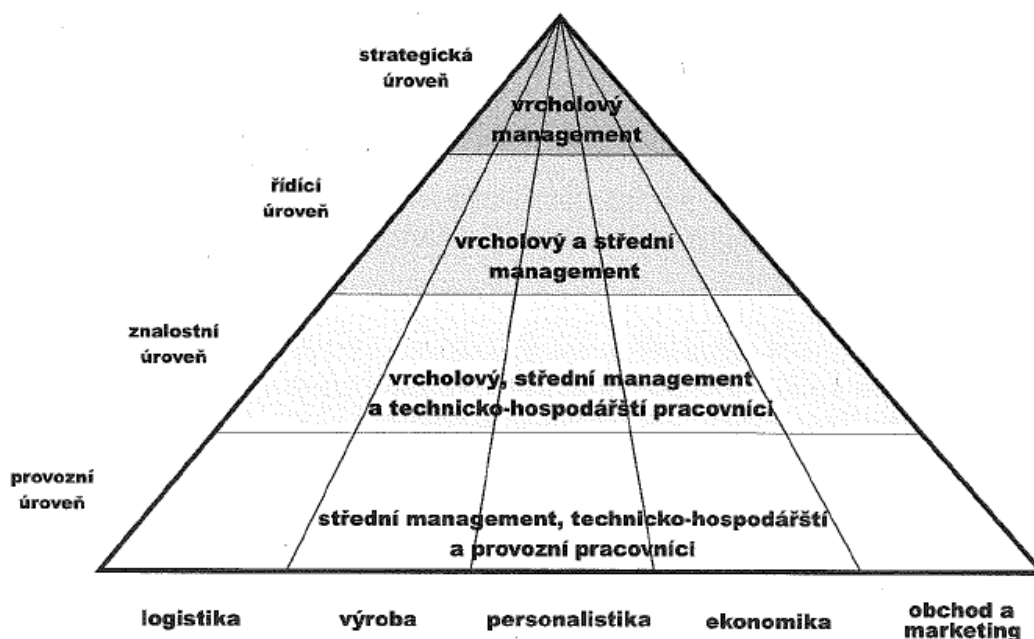 strategická
úroveň
vrcholový
management
řídící
úroveň
vrcholový a střední
management
znalostní
úroveň
vrcholový, střední management
a technicko-hospodářští pracovníci
provozní
úroveň
střední management, technicko-hospodářští
a provozní pracovníci
logistika výroba personalistika ekonomika obchod a
marketing